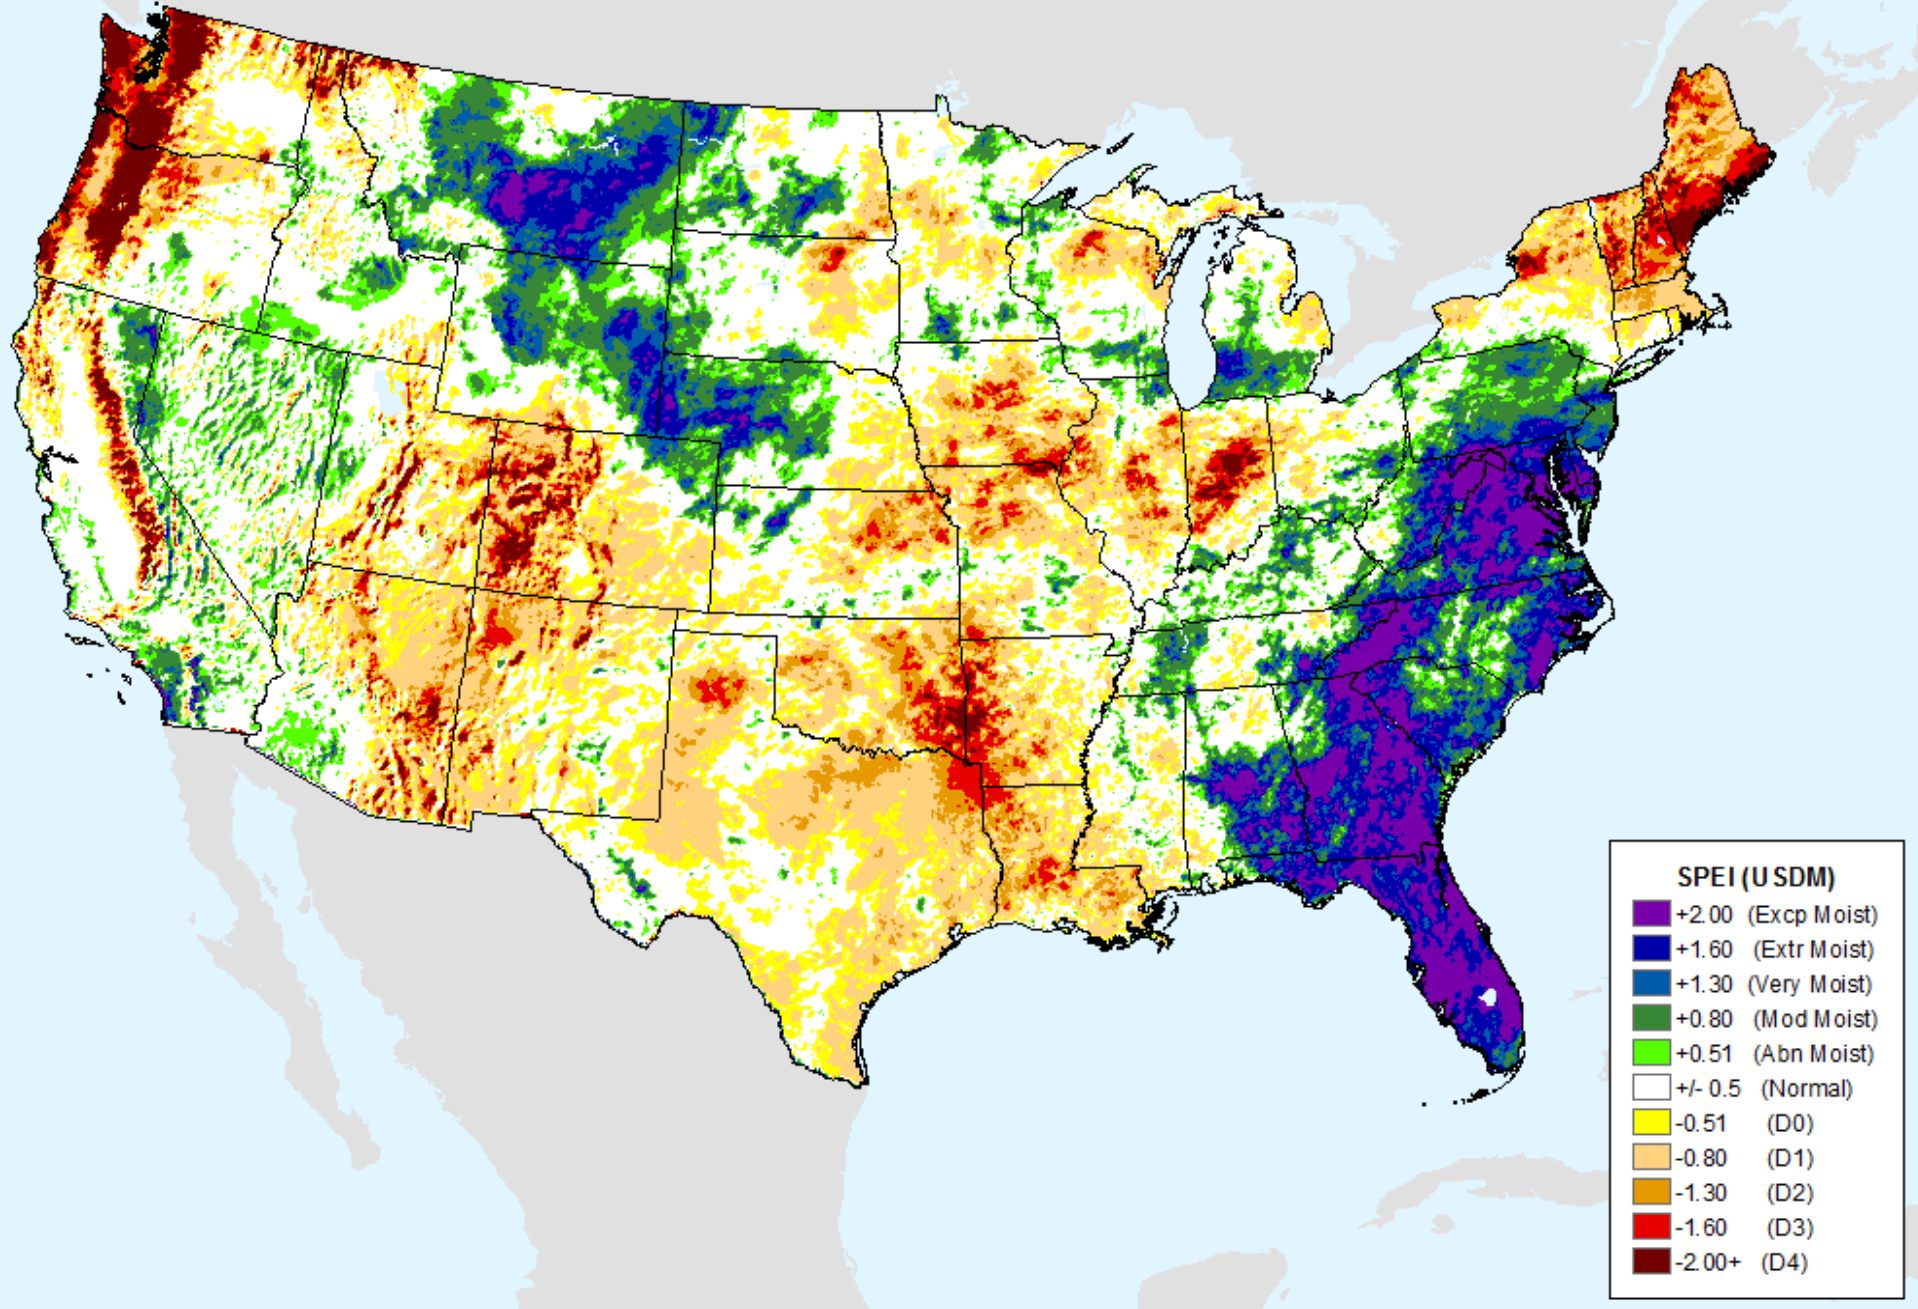 SPEI (USDM)
+2.00 (Excp Moist)
+1.60 (Extr Moist)
+1.30 (Very Moist)
+0.80 (Mod Moist)
+0.51 (Abn Moist)
+/- 0.5 (Normal)
-0.51 (D0)
-0.80 (D1)
-1.30 (D2)
-1.60 (D3)
-2.00+ (D4)